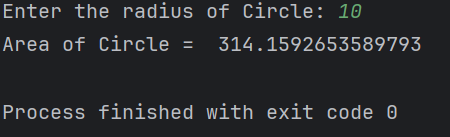 Enter the radius of Circle: 10
Area of Circle =  314.1592653589793
Process finished with exit code 0